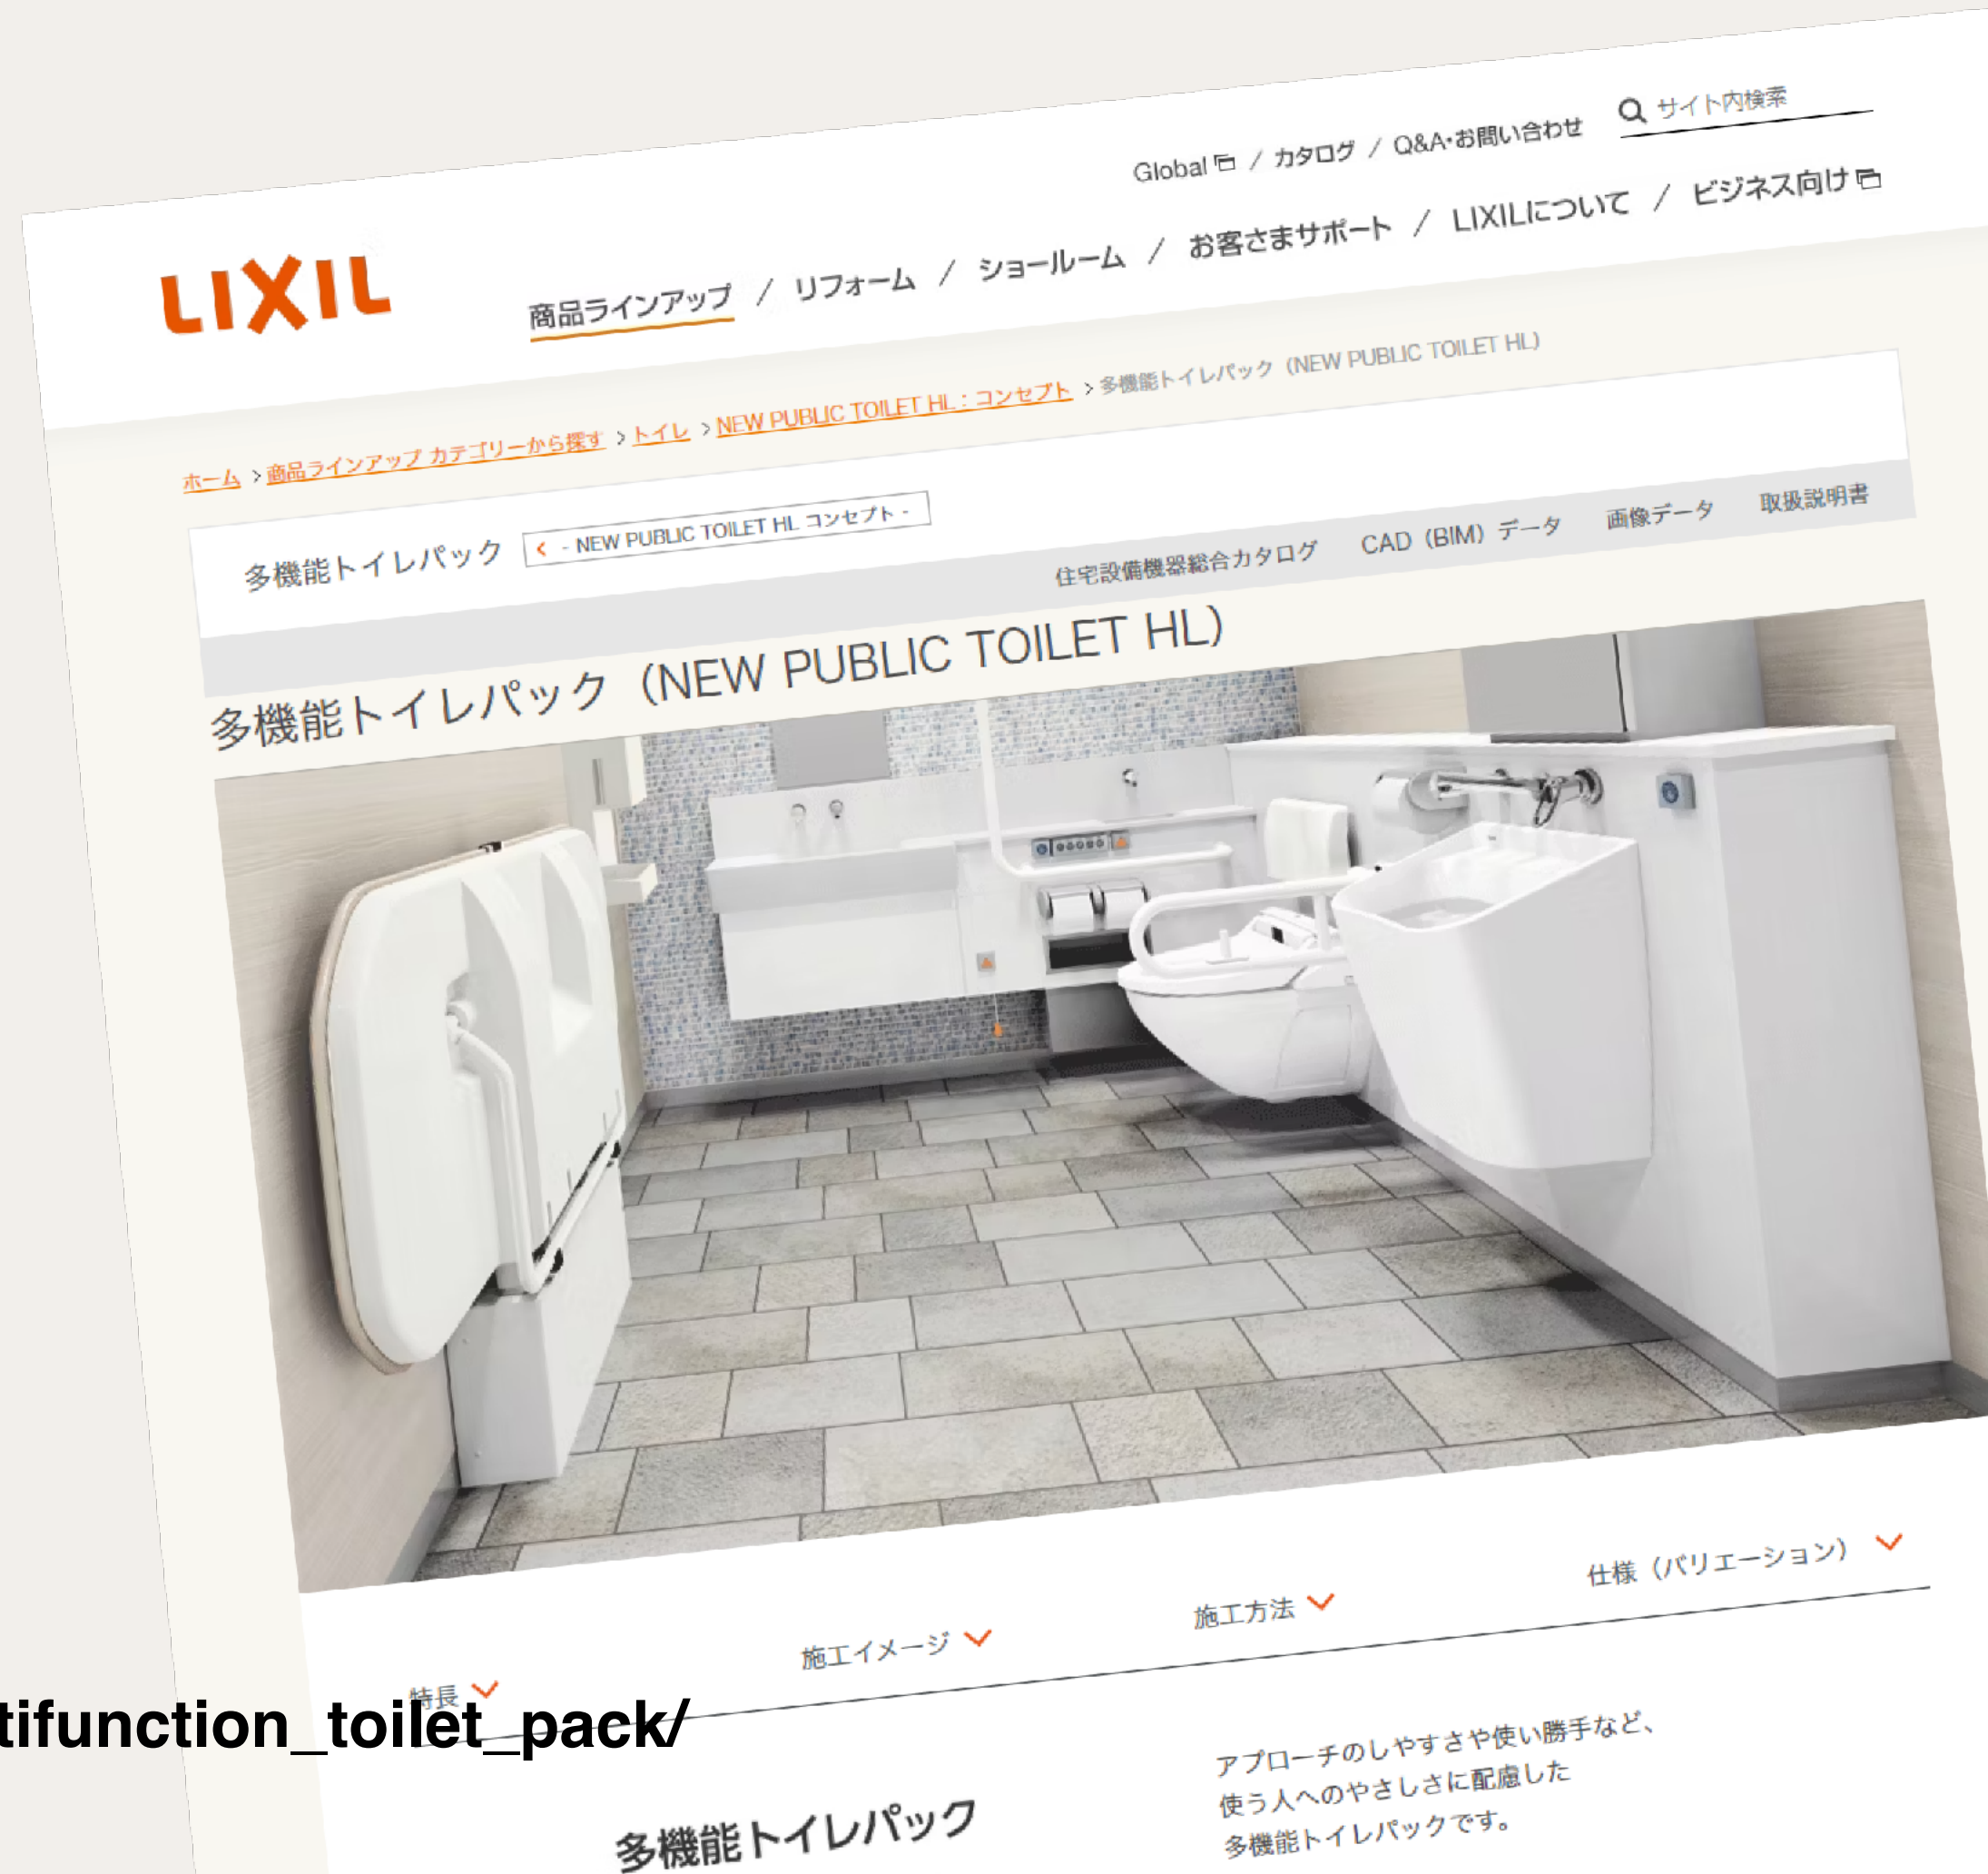 Global / カタログ / Q&A・お問い合わせ サイト内検索
LIXIL
商品ラインアップ / リフォーム / ショールーム / お客さまサポート / LIXILについて / ビジネス向け
ホーム > 商品ラインアップ カテゴリーから探す > トイレ > NEW PUBLIC TOILET HL：コンセプト > 多機能トイレパック（NEW PUBLIC TOILET HL）
多機能トイレパック - NEW PUBLIC TOILET HL コンセプト -
住宅設備機器総合カタログ CAD（BIM）データ 画像データ 取扱説明書
多機能トイレパック（NEW PUBLIC TOILET HL）
特長 施工イメージ 施工方法 仕様（バリエーション）
tifunction_toilet_pack/
多機能トイレパック
アプローチのしやすさや使い勝手など、
使う人へのやさしさに配慮した
多機能トイレパックです。